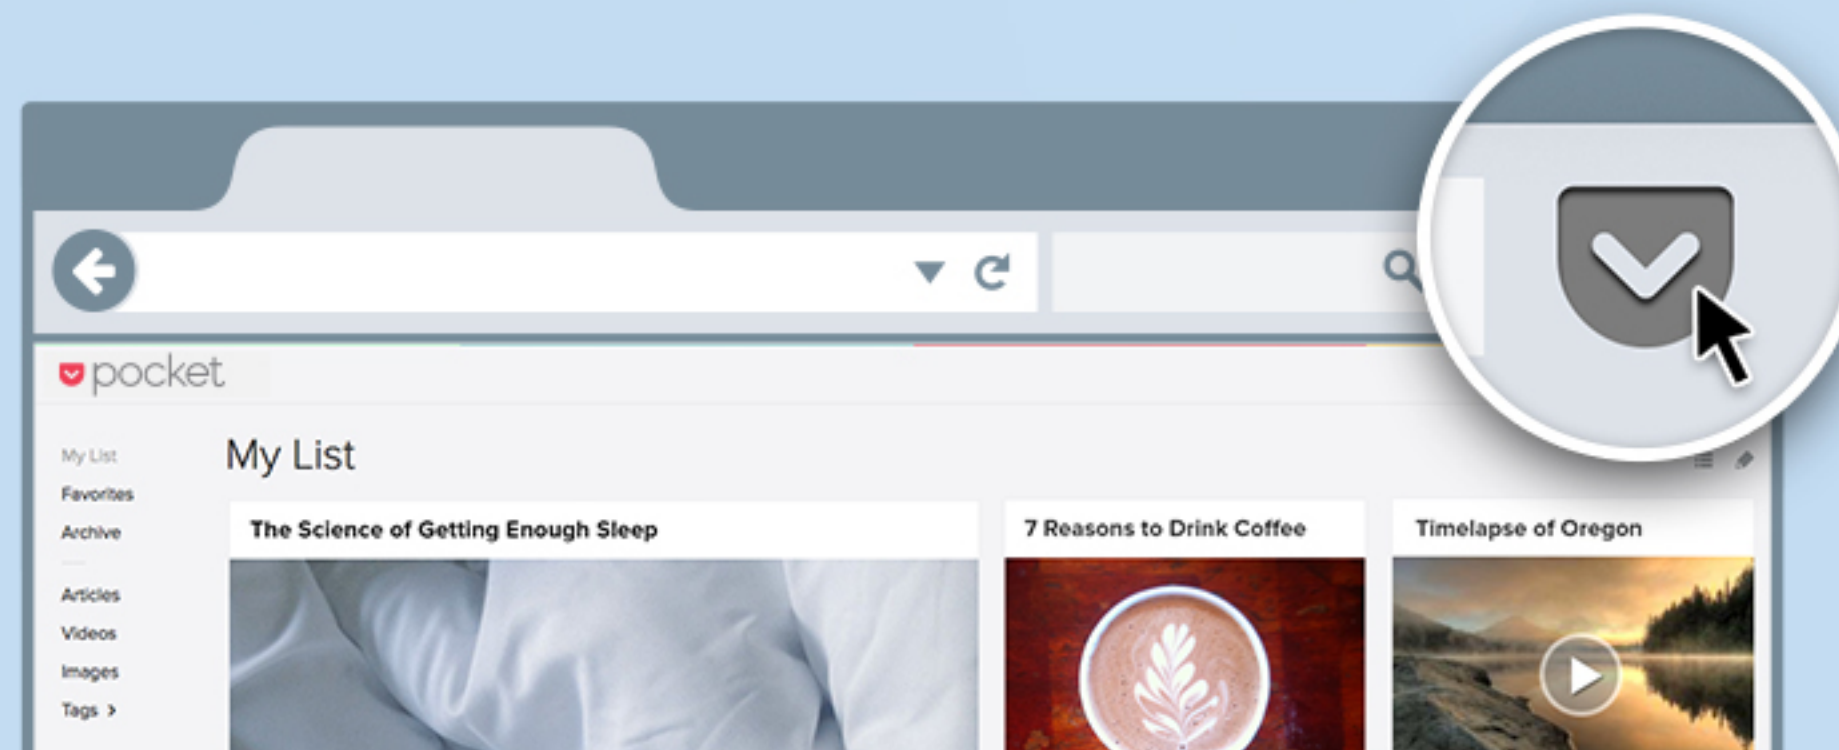 pocket
My List
Favorites
Archive
Articles
Videos
Images
Tags >
My List
The Science of Getting Enough Sleep
7 Reasons to Drink Coffee
Timelapse of Oregon